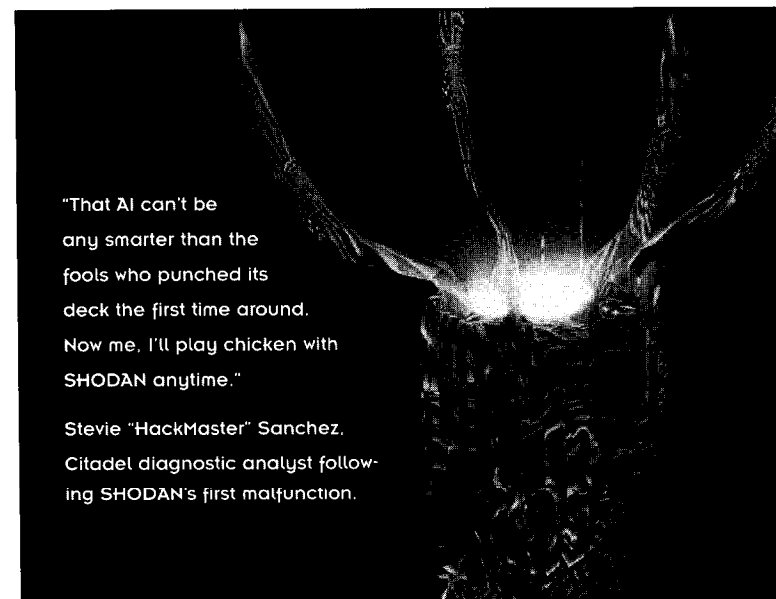 "That AI can't be
any smarter than the
fools who punched its
deck the first time around.
Now me, I'll play chicken with
SHODAN anytime."
Stevie "HackMaster" Sanchez,
Citadel diagnostic analyst follow-
ing SHODAN's first malfunction.